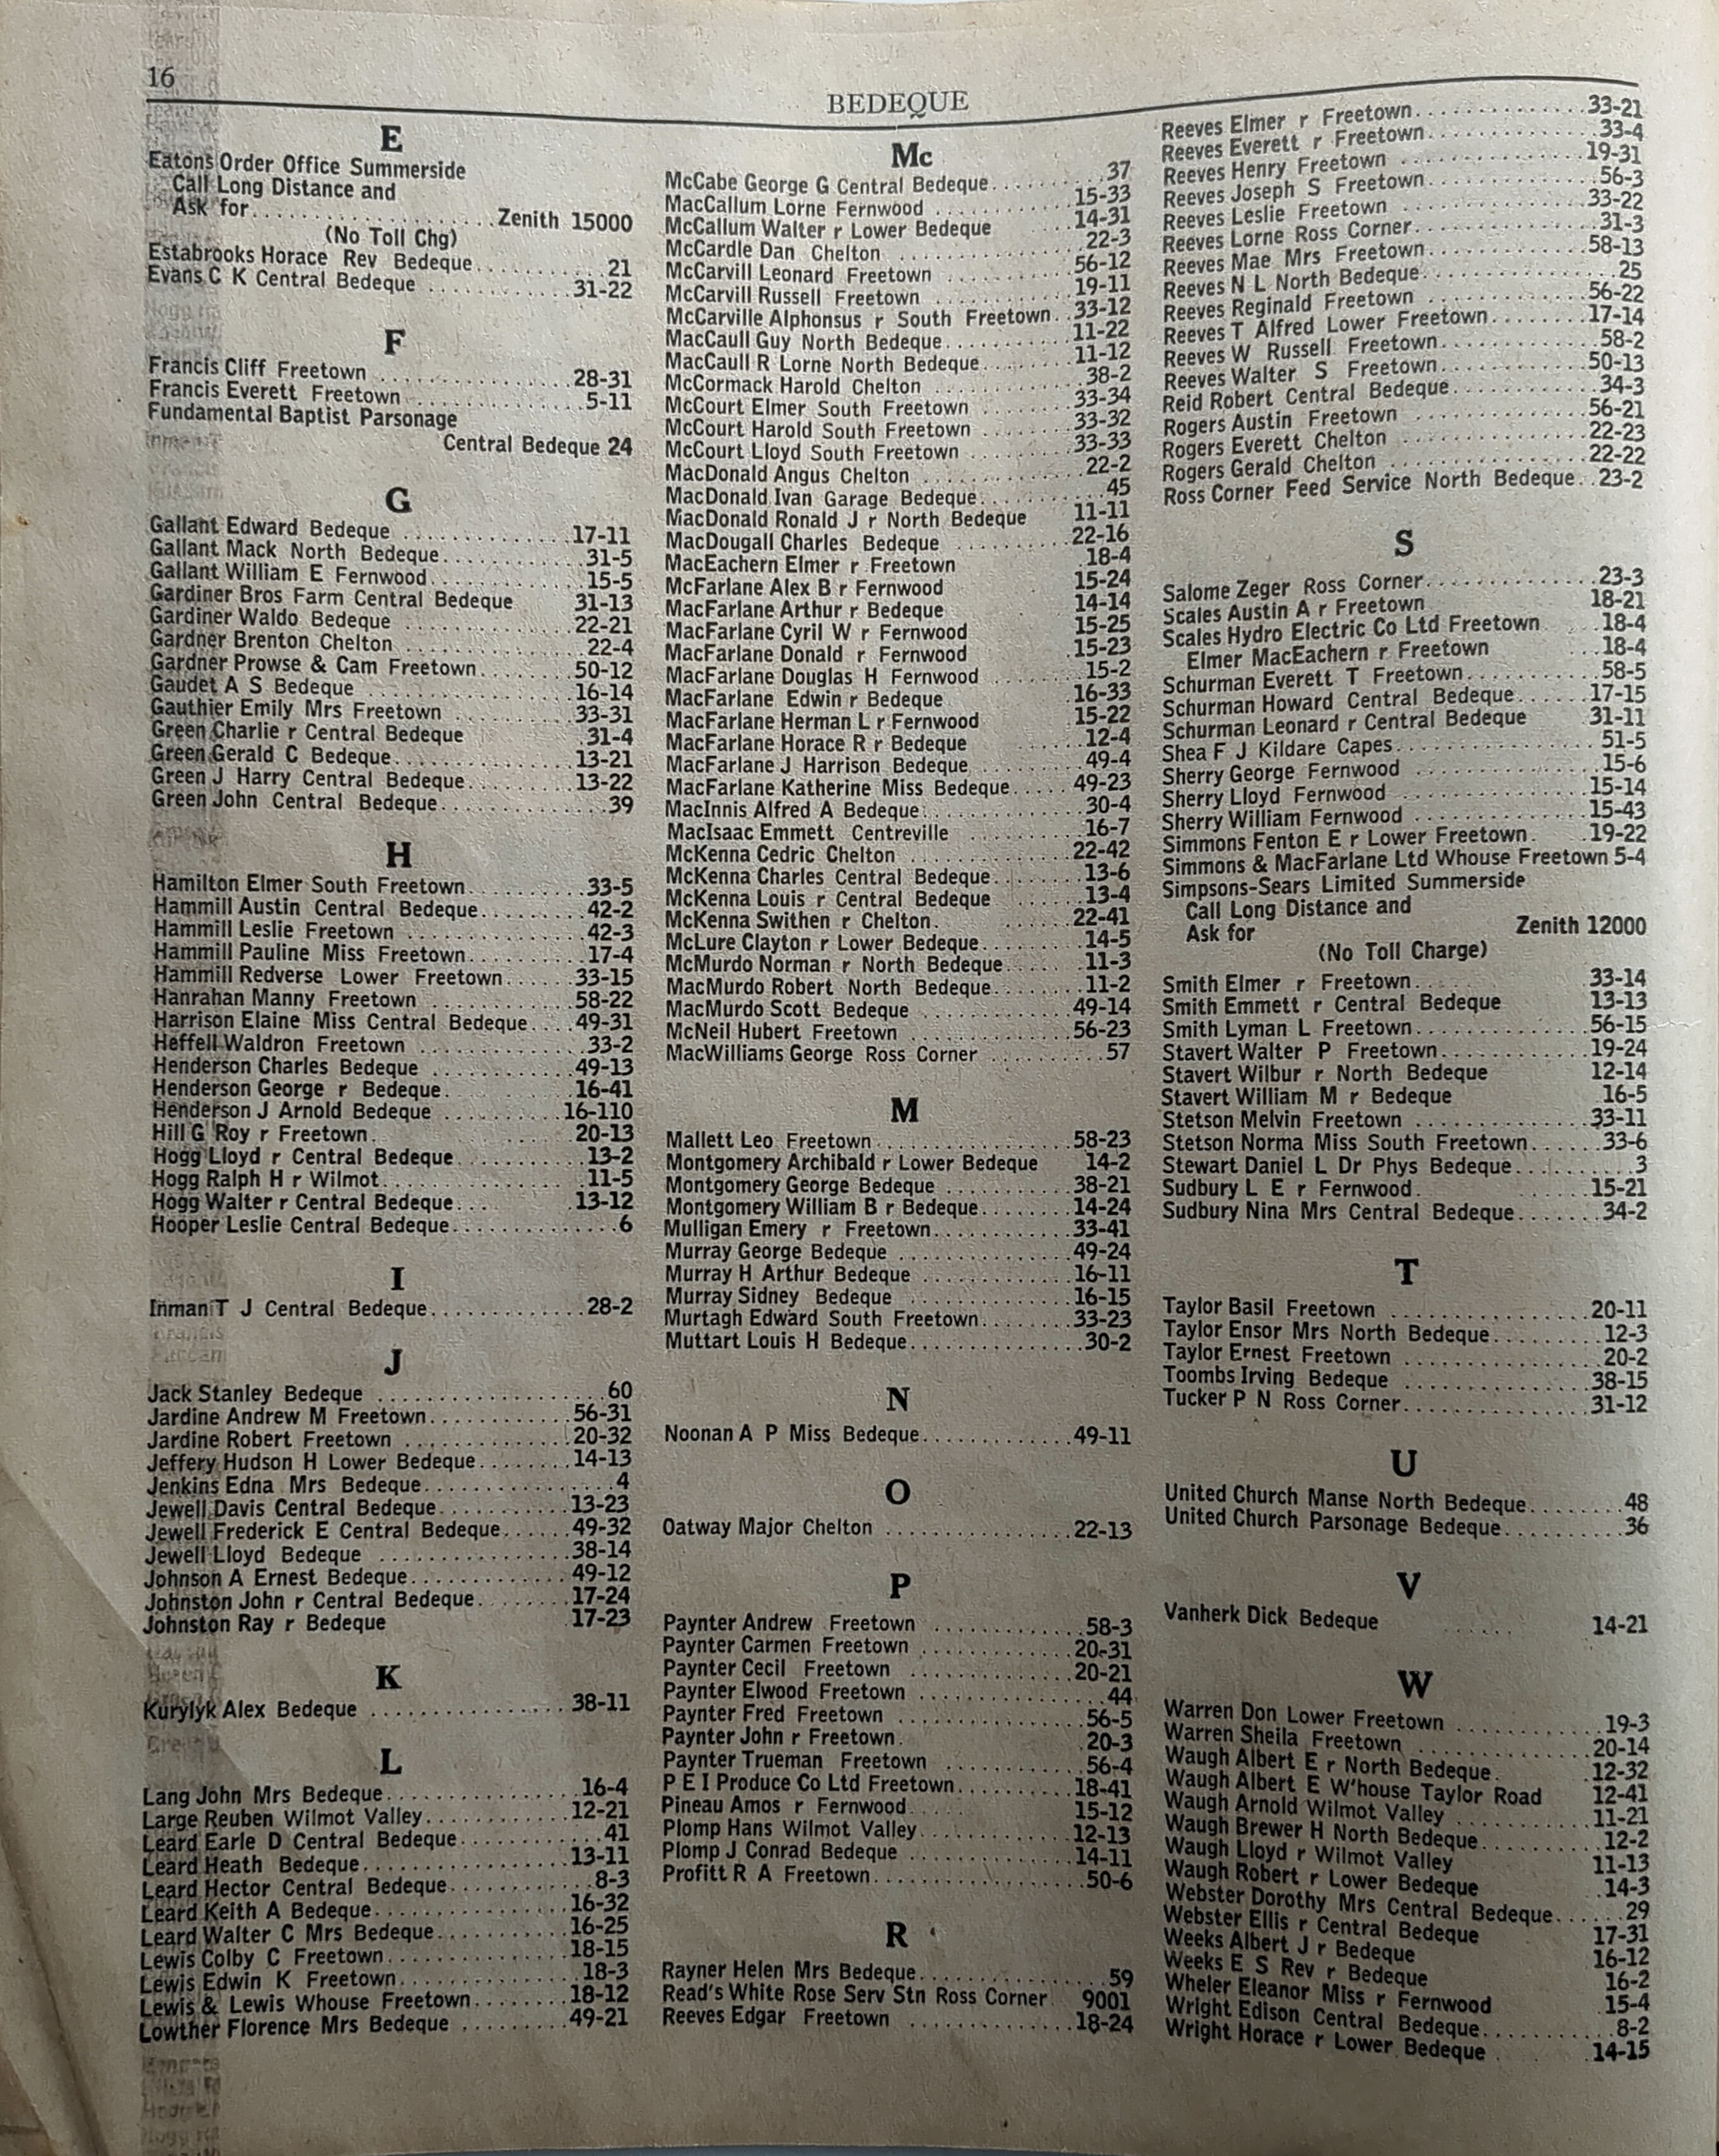 16
BEDEQUE
E
Eatons Order Office Summerside
Call Long Distance and
Ask for.................Zenith 15000
(No Toll Chg)
Estabrooks Horace Rev Bedeque...........21
Evans C K Central Bedeque ............31-22
F
Francis Cliff Freetown ................28-31
Francis Everett Freetown...............5-11
Fundamental Baptist Parsonage
Central Bedeque 24
G
Gallant Edward Bedeque ..............17-11
Gallant Mack North Bedeque...........31-5
Gallant William E Fernwood............15-5
Gardiner Bros Farm Central Bedeque 31-13
Gardiner Waldo Bedeque ..............22-21
Gardner Brenton Chelton ..............22-4
Gardner Prowse & Cam Freetown.......50-12
Gaudet A S Bedeque .................16-14
Gauthier Emily Mrs Freetown .........33-31
Green Charlie r Central Bedeque 31-4
Green Gerald C Bedeque..............13-21
Green J Harry Central Bedeque........13-22
Green John Central Bedeque.............39
H
Hamilton Elmer South Freetown.........33-5
Hammill Austin Central Bedeque........42-2
Hammill Leslie Freetown ..............42-3
Hammill Pauline Miss Freetown.........17-4
Hammill Redverse Lower Freetown......33-15
Hanrahan Manny Freetown ............58-22
Harrison Elaine Miss Central Bedeque....49-31
Heffell Waldron Freetown .............33-2
Henderson Charles Bedeque ...........49-13
Henderson George r Bedeque. 16-41
Henderson J Arnold Bedeque .........16-110
Hill G Roy r Freetown. 20-13
Hogg Lloyd r Central Bedeque.........13-2
Hogg Ralph H r Wilmot...............11-5
Hogg Walter r Central Bedeque.... 13-12
Hooper Leslie Central Bedeque...........6
I
Inman T J Central Bedeque............28-2
J
Jack Stanley Bedeque ..................60
Jardine Andrew M Freetown...........56-31
Jardine Robert Freetown .............20-32
Jeffery Hudson H Lower Bedeque.......14-13
Jenkins Edna Mrs Bedeque...............4
Jewell Davis Central Bedeque..........13-23
Jewell Frederick E Central Bedeque.....49-32
Jewell Lloyd Bedeque ................38-14
Johnson A Ernest Bedeque.............49-12
Johnston John r Central Bedeque.......17-24
Johnston Ray r Bedeque 17-23
K
Kurylyk Alex Bedeque ................38-11
L
Lang John Mrs Bedeque................16-4
Large Reuben Wilmot Valley...........12-21
Leard Earle D Central Bedeque..........41
Leard Heath Bedeque.................13-11
Leard Hector Central Bedeque...........8-3
Leard Keith A Bedeque................16-32
Leard Walter C Mrs Bedeque...........16-25
Lewis Colby C Freetown...............18-15
Lewis Edwin K Freetown...............18-3
Lewis & Lewis Whouse Freetown........18-12
Lowther Florence Mrs Bedeque .........49-21
Mc
McCabe George G Central Bedeque........37
MacCallum Lorne Fernwood ...........15-33
McCallum Walter r Lower Bedeque ....14-31
McCardle Dan Chelton ................22-3
McCarvill Leonard Freetown ..........56-12
McCarvill Russell Freetown ...........19-11
McCarville Alphonsus r South Freetown..33-12
MacCaull Guy North Bedeque..........11-22
MacCaull R Lorne North Bedeque.......11-12
McCormack Harold Chelton ............38-2
McCourt Elmer South Freetown ........33-34
McCourt Harold South Freetown .......33-32
McCourt Lloyd South Freetown ........33-33
MacDonald Angus Chelton .............22-2
MacDonald Ivan Garage Bedeque.........45
MacDonald Ronald J r North Bedeque 11-11
MacDougall Charles Bedeque ..........22-16
MacEachern Elmer r Freetown .18-4
McFarlane Alex B r Fernwood 15-24
MacFarlane Arthur r Bedeque 14-14
MacFarlane Cyril W r Fernwood 15-25
MacFarlane Donald r Fernwood 15-23
MacFarlane Douglas H Fernwood ........15-2
MacFarlane Edwin r Bedeque 16-33
MacFarlane Herman L r Fernwood 15-22
MacFarlane Horace R r Bedeque ......12-4
MacFarlane J Harrison Bedeque ........49-4
MacFarlane Katherine Miss Bedeque.....49-23
MacInnis Alfred A Bedeque.............30-4
MacIsaac Emmett Centreville ..........16-7
McKenna Cedric Chelton ..............22-42
McKenna Charles Central Bedeque.......13-6
McKenna Louis r Central Bedeque 13-4
McKenna Swithen r Chelton. ......22-41
McLure Clayton r Lower Bedeque.......14-5
McMurdo Norman r North Bedeque......11-3
MacMurdo Robert North Bedeque........11-2
MacMurdo Scott Bedeque .............49-14
McNeil Hubert Freetown ..............56-23
MacWilliams George Ross Corner .........57
M
Mallett Leo Freetown.................58-23
Montgomery Archibald r Lower Bedeque 14-2
Montgomery George Bedeque ...........38-21
Montgomery William B r Bedeque.......14-24
Mulligan Emery r Freetown............33-41
Murray George Bedeque ...............49-24
Murray H Arthur Bedeque .............16-11
Murray Sidney Bedeque ...............16-15
Murtagh Edward South Freetown........33-23
Muttart Louis H Bedeque..............30-2
N
Noonan A P Miss Bedeque.............49-11
O
Oatway Major Chelton ................22-13
P
Paynter Andrew Freetown .............58-3
Paynter Carmen Freetown .............20-31
Paynter Cecil Freetown ..............20-21
Paynter Elwood Freetown ...............44
Paynter Fred Freetown ................56-5
Paynter John r Freetown. 20-3
Paynter Trueman Freetown ............56-4
P E I Produce Co Ltd Freetown.........18-41
Pineau Amos r Fernwood. 15-12
Plomp Hans Wilmot Valley.............12-13
Plomp J Conrad Bedeque ..............14-11
Profitt R A Freetown..................50-6
R
Rayner Helen Mrs Bedeque...............59
Read's White Rose Serv Stn Ross Corner 9001
Reeves Edgar Freetown ...............18-24
Reeves Elmer r Freetown...............33-21
Reeves Everett r Freetown.............33-4
Reeves Henry Freetown ...............19-31
Reeves Joseph S Freetown..............56-3
Reeves Leslie Freetown ...............33-22
Reeves Lorne Ross Corner..............31-3
Reeves Mae Mrs Freetown..............58-13
Reeves N L North Bedeque...............25
Reeves Reginald Freetown .............56-22
Reeves T Alfred Lower Freetown........17-14
Reeves W Russell Freetown.............58-2
Reeves Walter S Freetown.............50-13
Reid Robert Central Bedeque...........34-3
Rogers Austin Freetown ...............56-21
Rogers Everett Chelton ...............22-23
Rogers Gerald Chelton ................22-22
Ross Corner Feed Service North Bedeque..23-2
S
Salome Zeger Ross Corner..............23-3
Scales Austin A r Freetown 18-21
Scales Hydro Electric Co Ltd Freetown ...18-4
Elmer MacEachern r Freetown ...18-4
Schurman Everett T Freetown...........58-5
Schurman Howard Central Bedeque......17-15
Schurman Leonard r Central Bedeque 31-11
Shea F J Kildare Capes.................51-5
Sherry George Fernwood ..............15-6
Sherry Lloyd Fernwood ...............15-14
Sherry William Fernwood .............15-43
Simmons Fenton E r Lower Freetown. .19-22
Simmons & MacFarlane Ltd Whouse Freetown 5-4
Simpsons-Sears Limited Summerside
Call Long Distance and
Ask for Zenith 12000
(No Toll Charge)
Smith Elmer r Freetown... 33-14
Smith Emmett r Central Bedeque 13-13
Smith Lyman L Freetown...............56-15
Stavert Walter P Freetown.............19-24
Stavert Wilbur r North Bedeque 12-14
Stavert William M r Bedeque 16-5
Stetson Melvin Freetown ..............33-11
Stetson Norma Miss South Freetown......33-6
Stewart Daniel L Dr Phys Bedeque.........3
Sudbury L E r Fernwood. ......15-21
Sudbury Nina Mrs Central Bedeque.......34-2
T
Taylor Basil Freetown ................20-11
Taylor Ensor Mrs North Bedeque.........12-3
Taylor Ernest Freetown ...............20-2
Toombs Irving Bedeque ...............38-15
Tucker P N Ross Corner...............31-12
U
United Church Manse North Bedeque.......48
United Church Parsonage Bedeque.........36
V
Vanherk Dick Bedeque ...... 14-21
W
Warren Don Lower Freetown ...........19-3
Warren Sheila Freetown ..............20-14
Waugh Albert E r North Bedeque. .12-32
Waugh Albert E W'house Taylor Road 12-41
Waugh Arnold Wilmot Valley ..........11-21
Waugh Brewer H North Bedeque.........12-2
Waugh Lloyd r Wilmot Valley 11-13
Waugh Robert r Lower Bedeque .14-3
Webster Dorothy Mrs Central Bedeque......29
Webster Ellis r Central Bedeque 17-31
Weeks Albert J r Bedeque 16-12
Weeks E S Rev r Bedeque 16-2
Wheler Eleanor Miss r Fernwood .15-4
Wright Edison Central Bedeque..........8-2
Wright Horace r Lower Bedeque . .14-15